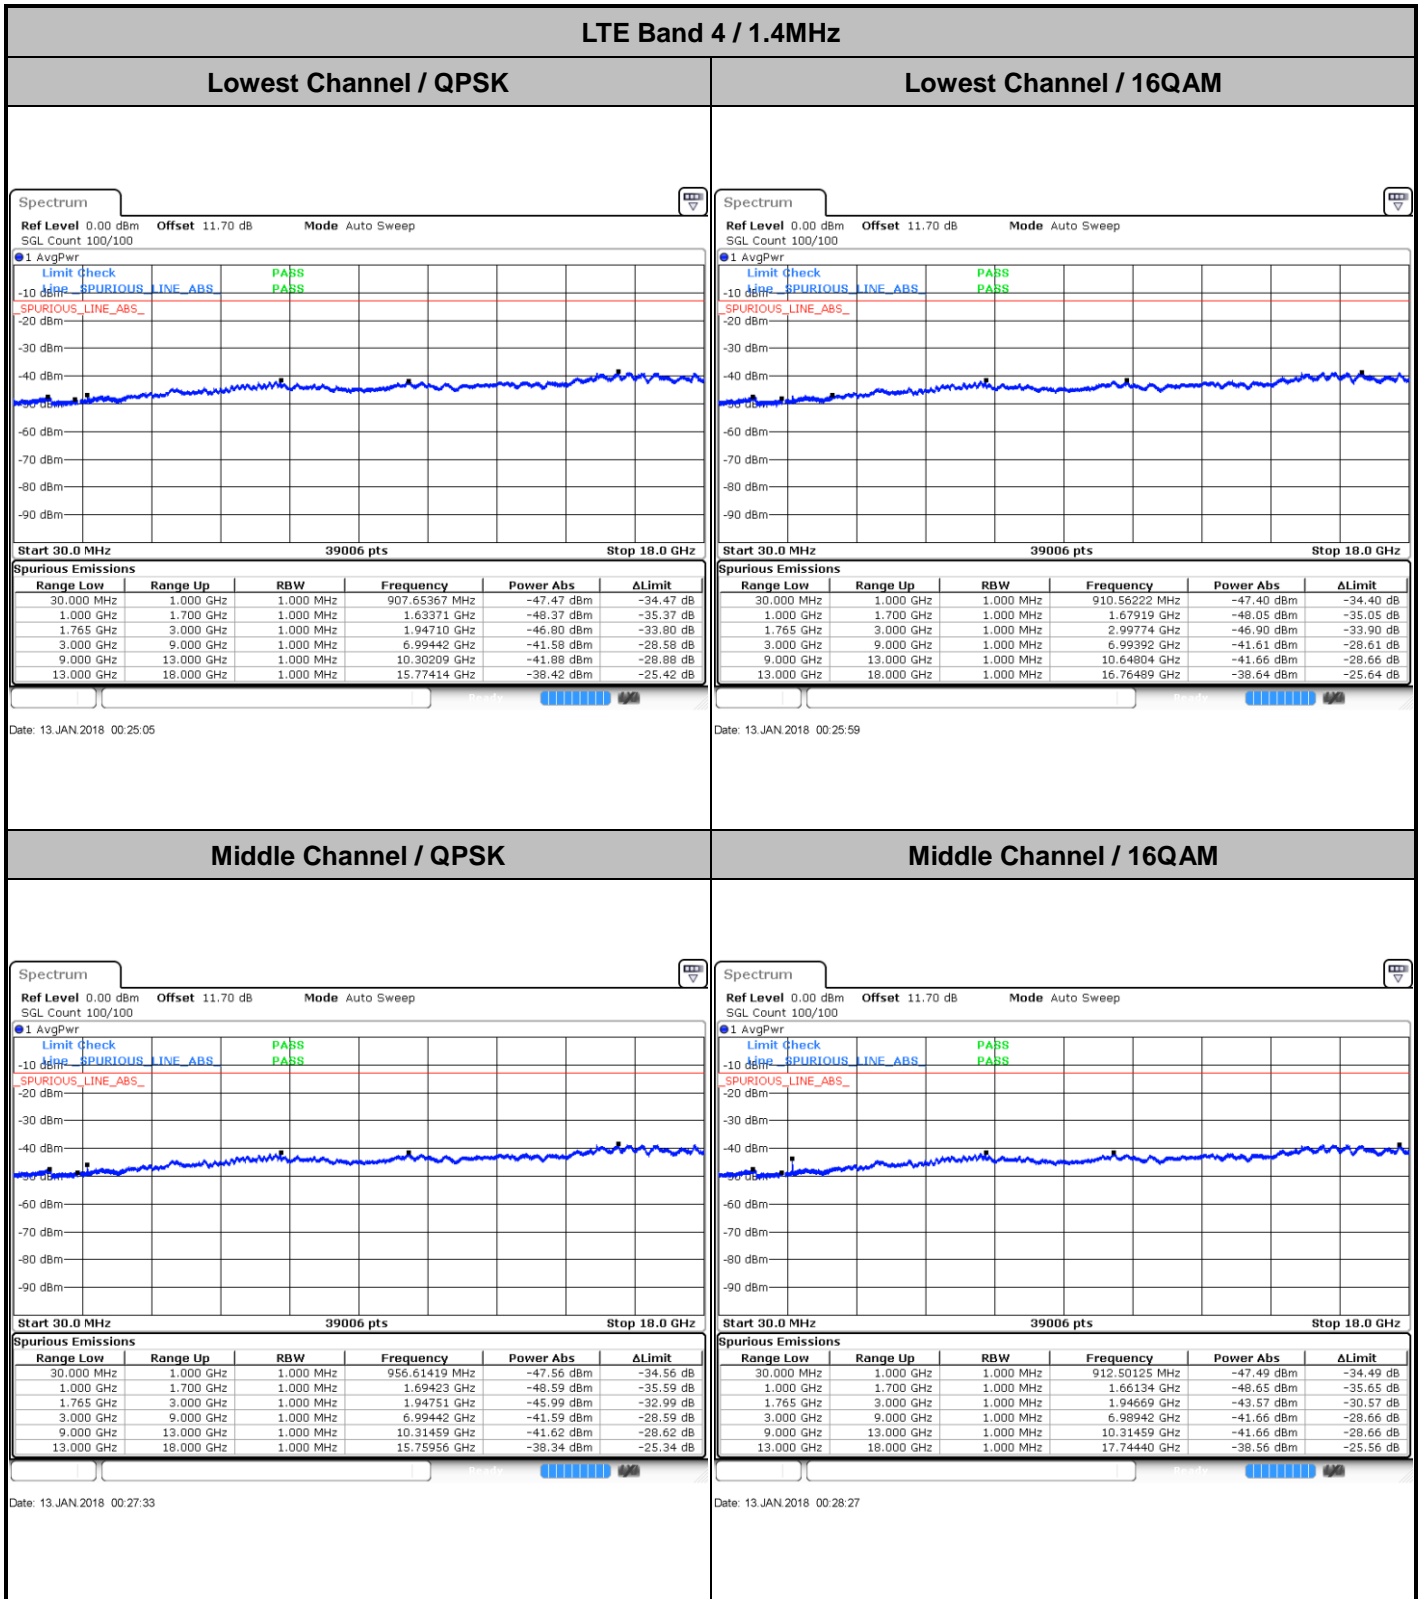 LTE Band 4 / 1.4MHz
Lowest Channel / QPSK
Lowest Channel / 16QAM
Spectrum
Ref Level 0.00 dBm Offset 11.70 dB Mode Auto Sweep
SGL Count 100/100
1 AvgPwr
Limit Check PASS
Line _SPURIOUS_LINE_ABS_ PASS
-10 dBm
_SPURIOUS_LINE_ABS_
-20 dBm
-30 dBm
-40 dBm
-50 dBm
-60 dBm
-70 dBm
-80 dBm
-90 dBm
Start 30.0 MHz 39006 pts Stop 18.0 GHz
Spurious Emissions
Range Low Range Up RBW Frequency Power Abs ΔLimit
30.000 MHz 1.000 GHz 1.000 MHz 907.65367 MHz -47.47 dBm -34.47 dB
1.000 GHz 1.700 GHz 1.000 MHz 1.63371 GHz -48.37 dBm -35.37 dB
1.765 GHz 3.000 GHz 1.000 MHz 1.94710 GHz -46.80 dBm -33.80 dB
3.000 GHz 9.000 GHz 1.000 MHz 6.99442 GHz -41.58 dBm -28.58 dB
9.000 GHz 13.000 GHz 1.000 MHz 10.30209 GHz -41.88 dBm -28.88 dB
13.000 GHz 18.000 GHz 1.000 MHz 15.77414 GHz -38.42 dBm -25.42 dB
Date: 13.JAN.2018 00:25:05
Spectrum
Ref Level 0.00 dBm Offset 11.70 dB Mode Auto Sweep
SGL Count 100/100
1 AvgPwr
Limit Check PASS
Line _SPURIOUS_LINE_ABS_ PASS
-10 dBm
_SPURIOUS_LINE_ABS_
-20 dBm
-30 dBm
-40 dBm
-50 dBm
-60 dBm
-70 dBm
-80 dBm
-90 dBm
Start 30.0 MHz 39006 pts Stop 18.0 GHz
Spurious Emissions
Range Low Range Up RBW Frequency Power Abs ΔLimit
30.000 MHz 1.000 GHz 1.000 MHz 910.56222 MHz -47.40 dBm -34.40 dB
1.000 GHz 1.700 GHz 1.000 MHz 1.67919 GHz -48.05 dBm -35.05 dB
1.765 GHz 3.000 GHz 1.000 MHz 2.99774 GHz -46.90 dBm -33.90 dB
3.000 GHz 9.000 GHz 1.000 MHz 6.99392 GHz -41.61 dBm -28.61 dB
9.000 GHz 13.000 GHz 1.000 MHz 10.64804 GHz -41.66 dBm -28.66 dB
13.000 GHz 18.000 GHz 1.000 MHz 16.76489 GHz -38.64 dBm -25.64 dB
Date: 13.JAN.2018 00:25:59
Middle Channel / QPSK
Middle Channel / 16QAM
Spectrum
Ref Level 0.00 dBm Offset 11.70 dB Mode Auto Sweep
SGL Count 100/100
1 AvgPwr
Limit Check PASS
Line _SPURIOUS_LINE_ABS_ PASS
-10 dBm
_SPURIOUS_LINE_ABS_
-20 dBm
-30 dBm
-40 dBm
-50 dBm
-60 dBm
-70 dBm
-80 dBm
-90 dBm
Start 30.0 MHz 39006 pts Stop 18.0 GHz
Spurious Emissions
Range Low Range Up RBW Frequency Power Abs ΔLimit
30.000 MHz 1.000 GHz 1.000 MHz 956.61419 MHz -47.56 dBm -34.56 dB
1.000 GHz 1.700 GHz 1.000 MHz 1.69423 GHz -48.59 dBm -35.59 dB
1.765 GHz 3.000 GHz 1.000 MHz 1.94751 GHz -45.99 dBm -32.99 dB
3.000 GHz 9.000 GHz 1.000 MHz 6.99442 GHz -41.59 dBm -28.59 dB
9.000 GHz 13.000 GHz 1.000 MHz 10.31459 GHz -41.62 dBm -28.62 dB
13.000 GHz 18.000 GHz 1.000 MHz 15.75956 GHz -38.34 dBm -25.34 dB
Date: 13.JAN.2018 00:27:33
Spectrum
Ref Level 0.00 dBm Offset 11.70 dB Mode Auto Sweep
SGL Count 100/100
1 AvgPwr
Limit Check PASS
Line _SPURIOUS_LINE_ABS_ PASS
-10 dBm
_SPURIOUS_LINE_ABS_
-20 dBm
-30 dBm
-40 dBm
-50 dBm
-60 dBm
-70 dBm
-80 dBm
-90 dBm
Start 30.0 MHz 39006 pts Stop 18.0 GHz
Spurious Emissions
Range Low Range Up RBW Frequency Power Abs ΔLimit
30.000 MHz 1.000 GHz 1.000 MHz 912.50125 MHz -47.49 dBm -34.49 dB
1.000 GHz 1.700 GHz 1.000 MHz 1.66134 GHz -48.65 dBm -35.65 dB
1.765 GHz 3.000 GHz 1.000 MHz 1.94669 GHz -43.57 dBm -30.57 dB
3.000 GHz 9.000 GHz 1.000 MHz 6.98942 GHz -41.66 dBm -28.66 dB
9.000 GHz 13.000 GHz 1.000 MHz 10.31459 GHz -41.66 dBm -28.66 dB
13.000 GHz 18.000 GHz 1.000 MHz 17.74440 GHz -38.56 dBm -25.56 dB
Date: 13.JAN.2018 00:28:27